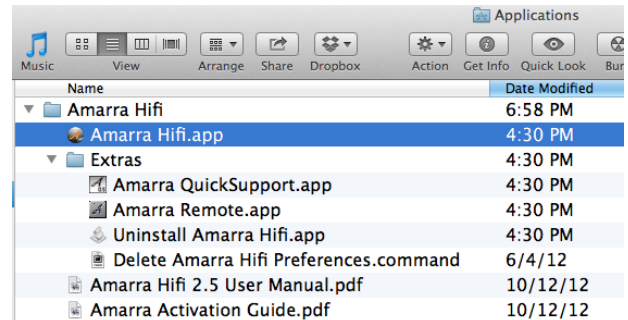 Applications
Music View Arrange Share Dropbox Action Get Info Quick Look
Name Date Modified
Amarra Hifi 6:58 PM
Amarra Hifi.app 4:30 PM
Extras 4:30 PM
Amarra QuickSupport.app 4:30 PM
Amarra Remote.app 4:30 PM
Uninstall Amarra Hifi.app 4:30 PM
Delete Amarra Hifi Preferences.command 6/4/12
Amarra Hifi 2.5 User Manual.pdf 10/12/12
Amarra Activation Guide.pdf 10/12/12